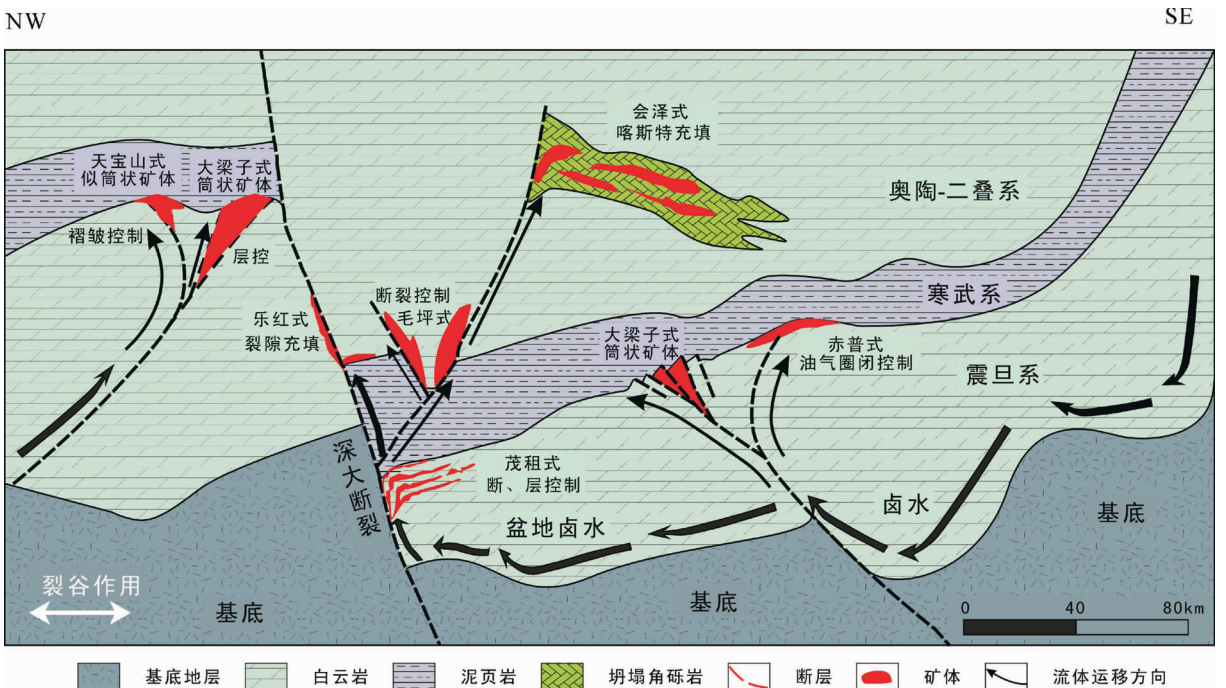 NW
SE
会泽式
喀斯特充填
天宝山式
似筒状矿体
大梁子式
筒状矿体
奥陶-二叠系
褶皱控制
层控
断裂控制
毛坪式
寒武系
乐红式
裂隙充填
大梁子式
筒状矿体
赤普式
油气圈闭控制
震旦系
深大断裂
茂租式
断、层控制
盆地卤水
卤水
基底
裂谷作用
基底
基底
0 40 80km
基底地层 白云岩 泥页岩 坍塌角砾岩 断层 矿体 流体运移方向